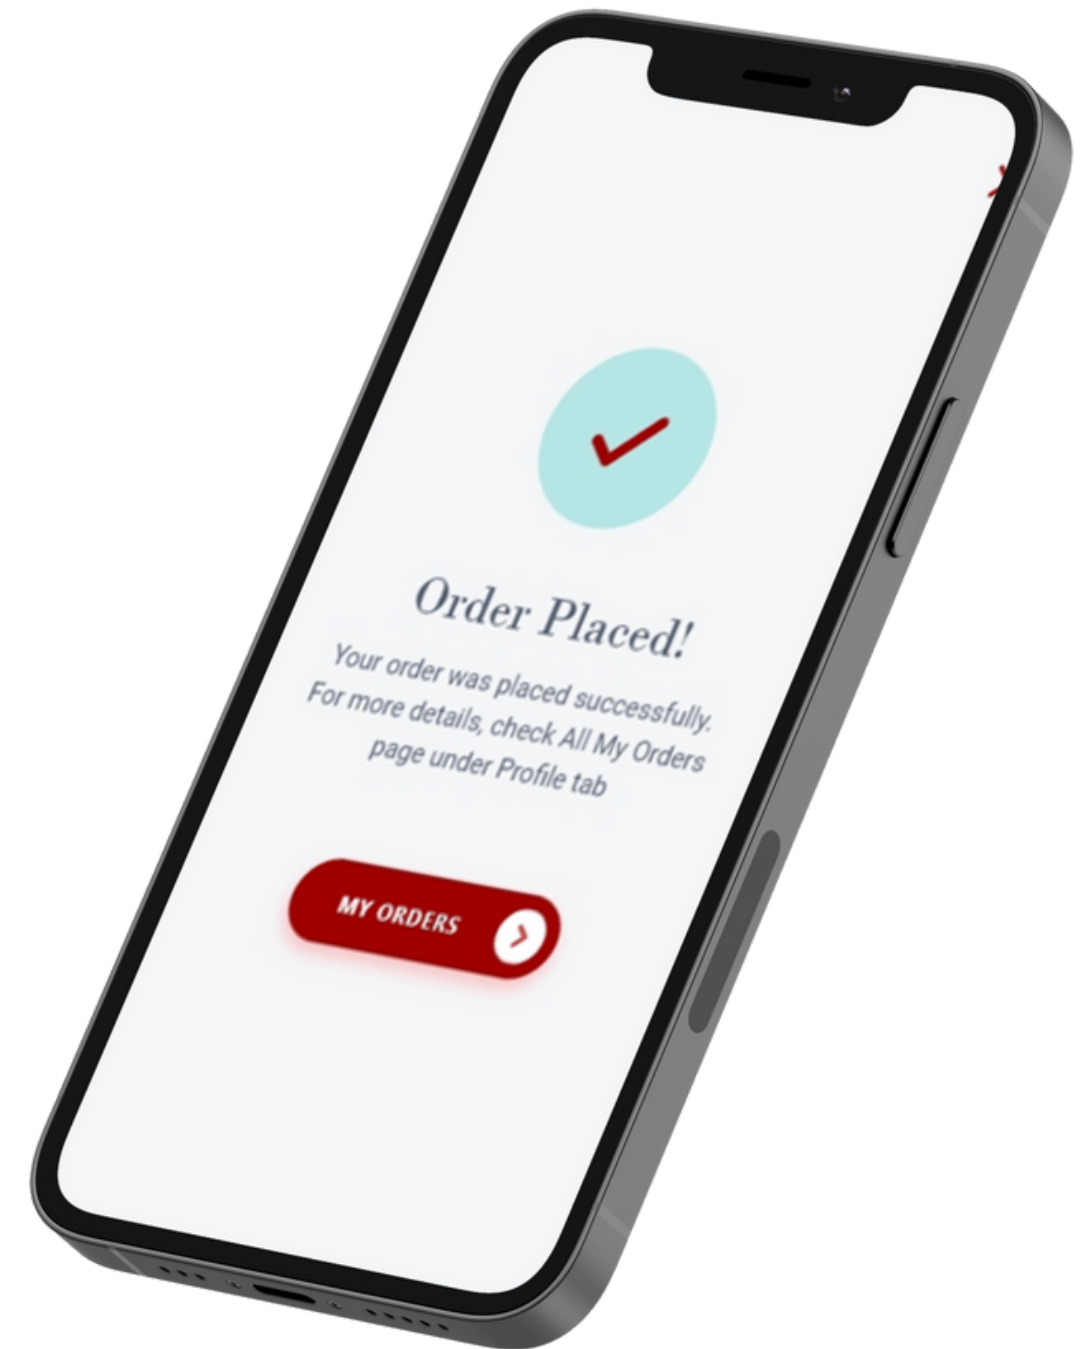 Order Placed!
Your order was placed successfully.
For more details, check All My Orders
page under Profile tab
MY ORDERS